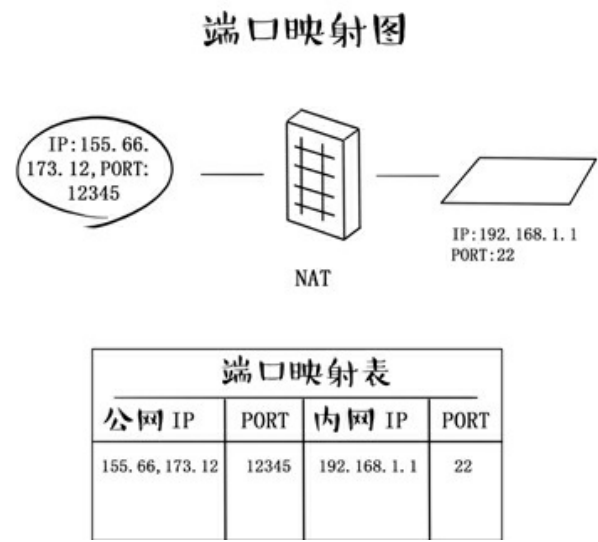 端口映射图
IP:155.66.
173.12,PORT:
12345
IP:192.168.1.1
PORT:22
NAT
端口映射表
公网 IP PORT 内网 IP PORT
155.66,173.12 12345 192.168.1.1 22